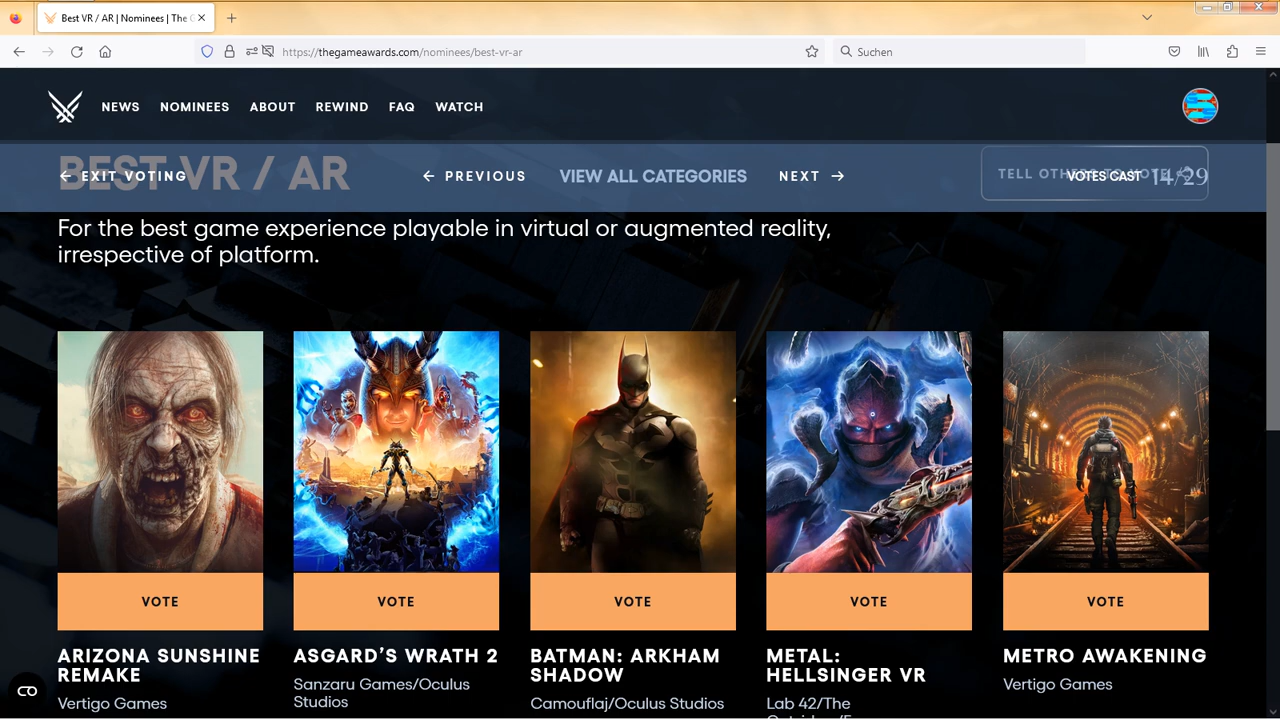 Best VR / AR | Nominees | The G
https://thegameawards.com/nominees/best-vr-ar
Suchen
NEWS NOMINEES ABOUT REWIND FAQ WATCH
BEST VR / AR
EXIT VOTING
PREVIOUS
VIEW ALL CATEGORIES
NEXT
TELL OTHERS TO VOTE
VOTES CAST 14/29
For the best game experience playable in virtual or augmented reality,
irrespective of platform.
VOTE VOTE VOTE VOTE VOTE
ARIZONA SUNSHINE
REMAKE
Vertigo Games
ASGARD’S WRATH 2
Sanzaru Games/Oculus
Studios
BATMAN: ARKHAM
SHADOW
Camouflaj/Oculus Studios
METAL:
HELLSINGER VR
Lab 42/The
METRO AWAKENING
Vertigo Games